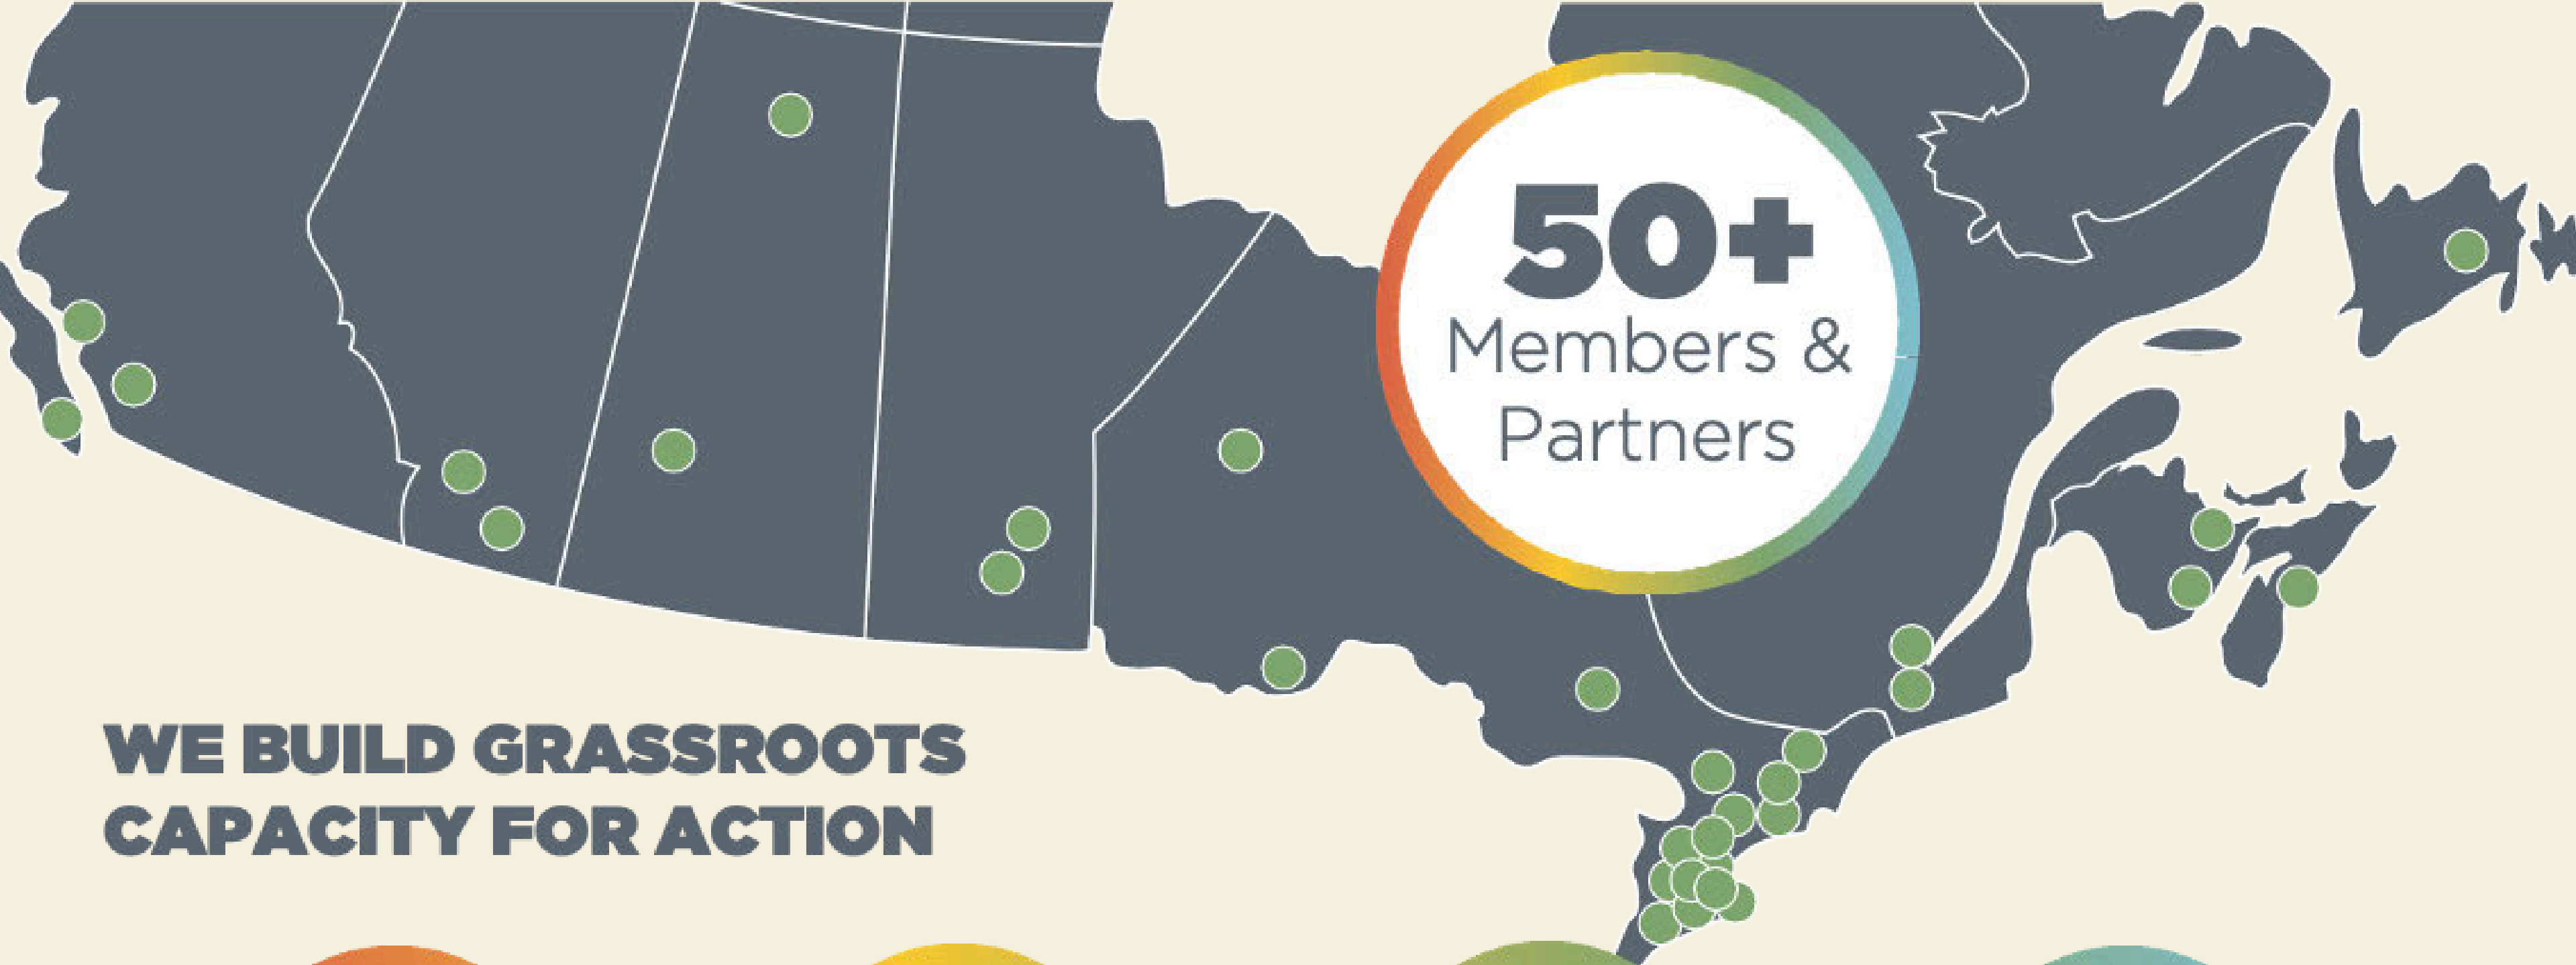 50+
Members &
Partners
WE BUILD GRASSROOTS
CAPACITY FOR ACTION